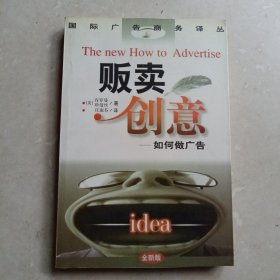 国际广告商务译丛
The new How to Advertise
贩卖
创意
——如何做广告
idea
全新版